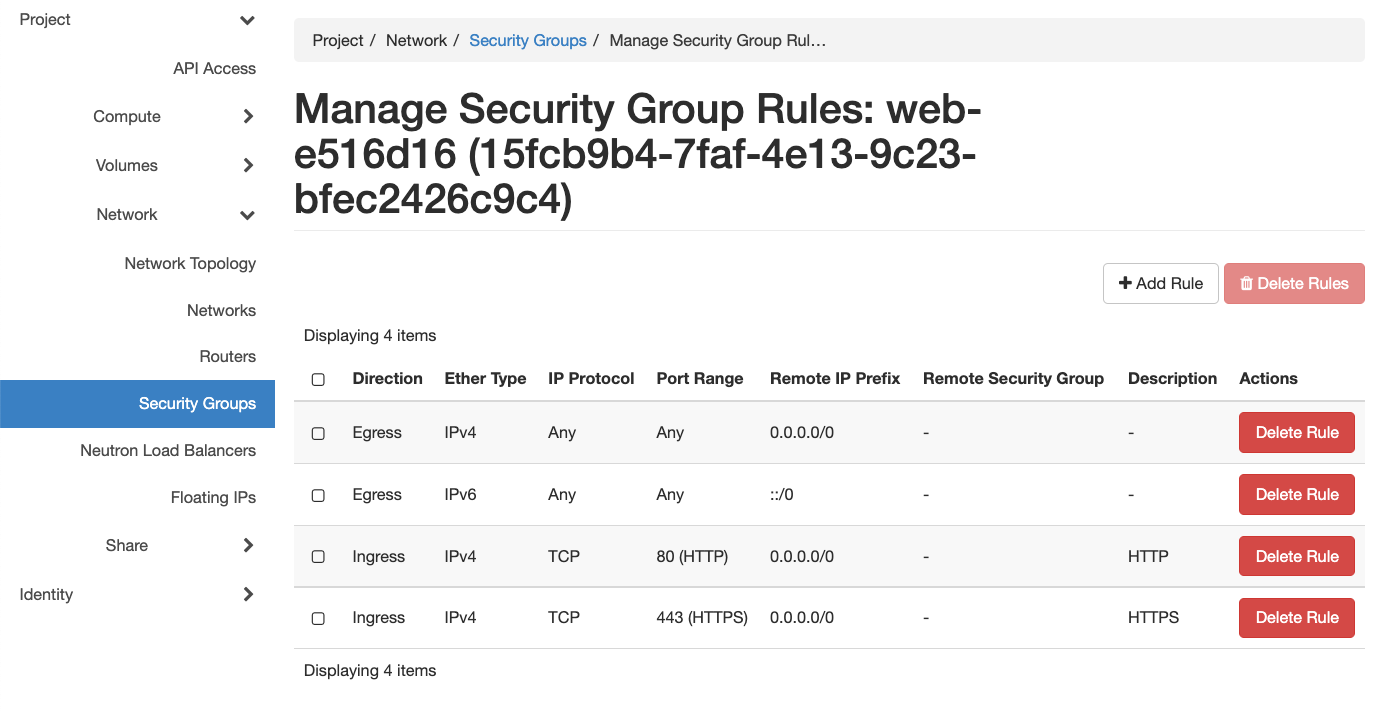 Project
API Access
Compute
Volumes
Network
Network Topology
Networks
Routers
Security Groups
Neutron Load Balancers
Floating IPs
Share
Identity
Project / Network / Security Groups / Manage Security Group Rul…
Manage Security Group Rules: web-
e516d16 (15fcb9b4-7faf-4e13-9c23-
bfec2426c9c4)
Add Rule Delete Rules
Displaying 4 items
Direction Ether Type IP Protocol Port Range Remote IP Prefix Remote Security Group Description Actions
Egress IPv4 Any Any 0.0.0.0/0 - - Delete Rule
Egress IPv6 Any Any ::/0 - - Delete Rule
Ingress IPv4 TCP 80 (HTTP) 0.0.0.0/0 - HTTP Delete Rule
Ingress IPv4 TCP 443 (HTTPS) 0.0.0.0/0 - HTTPS Delete Rule
Displaying 4 items